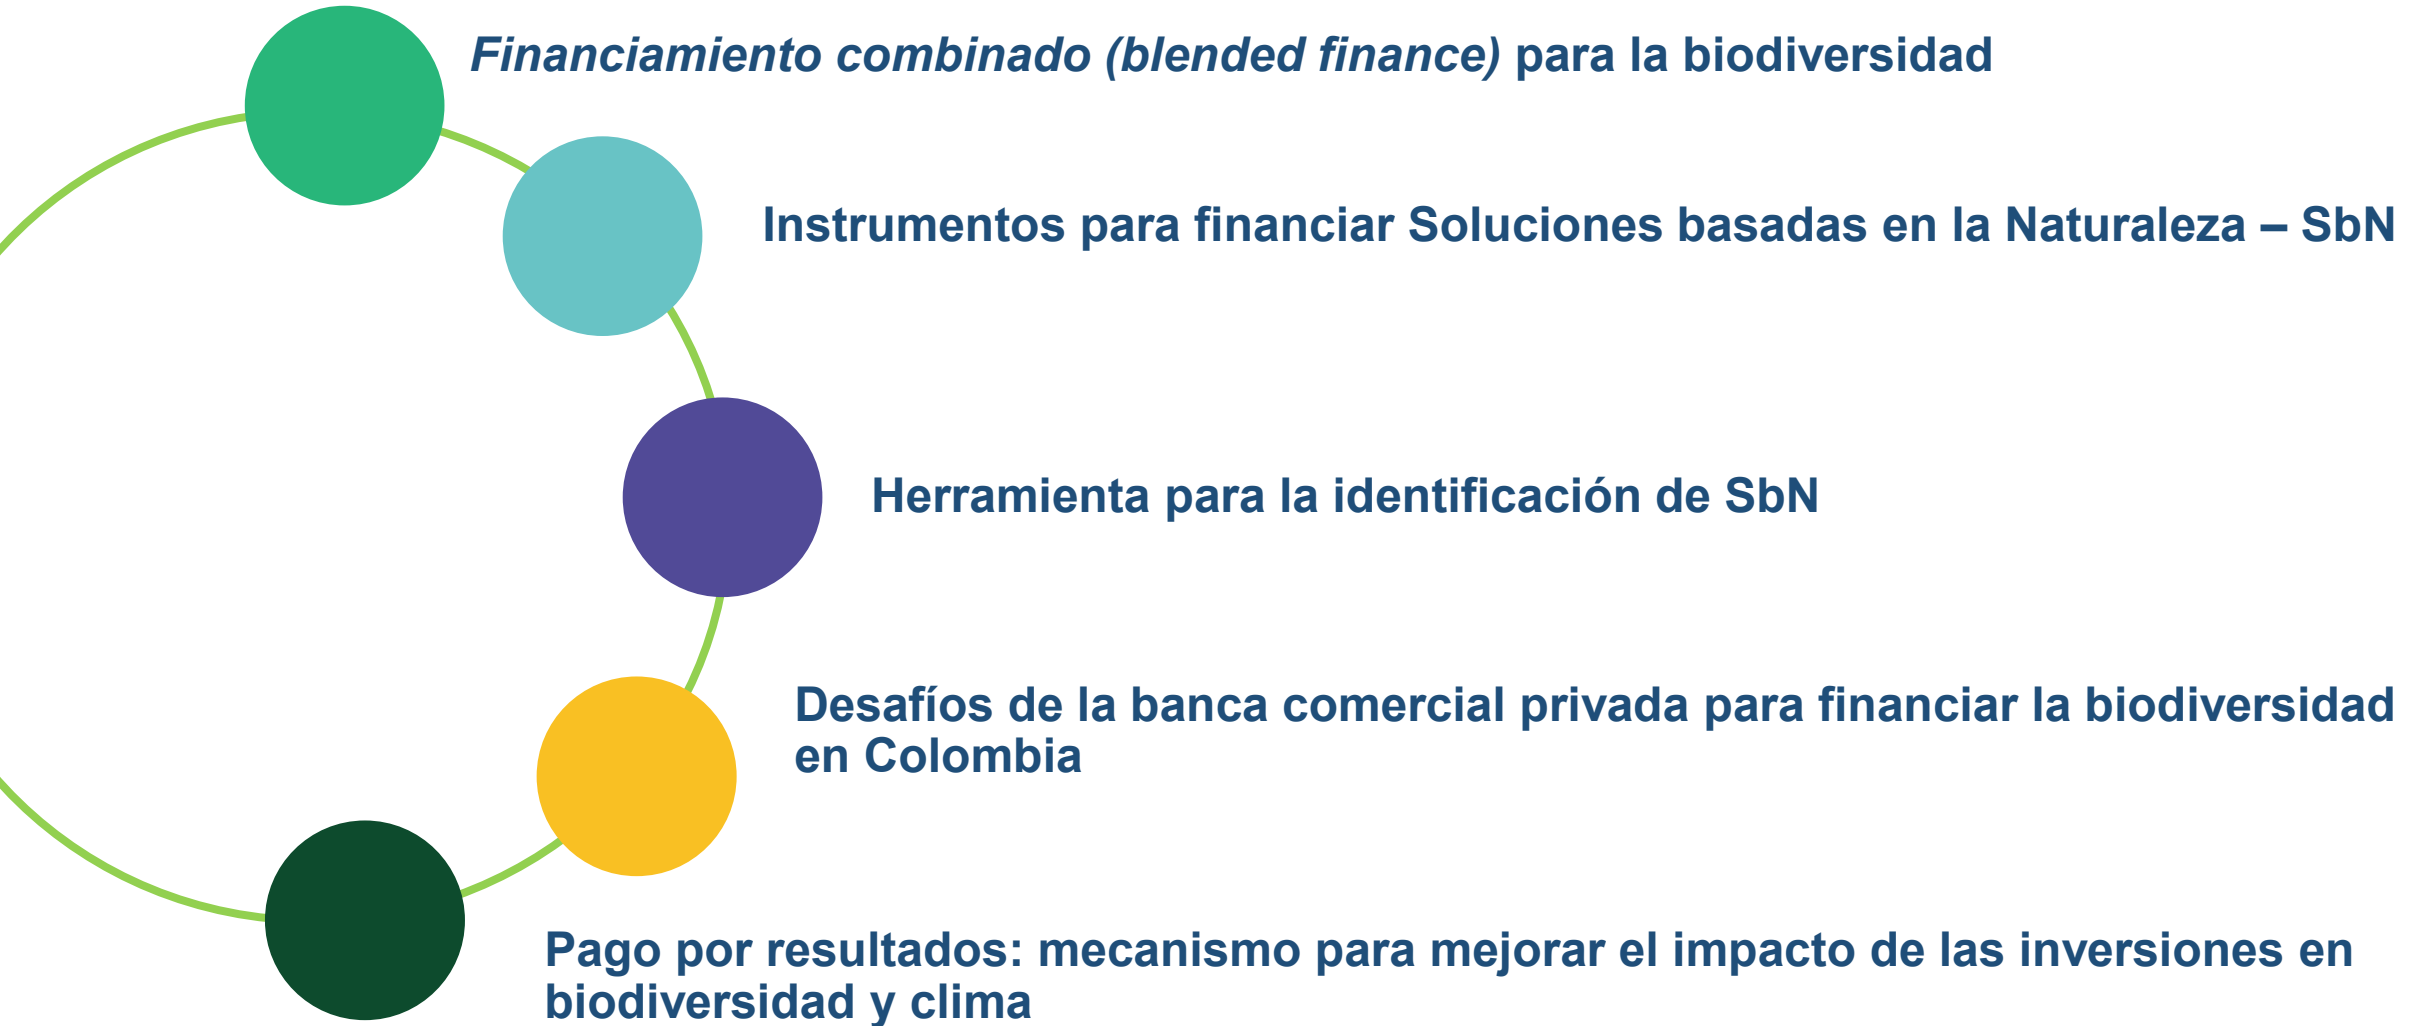 Financiamiento combinado (blended finance) para la biodiversidad
Instrumentos para financiar Soluciones basadas en la Naturaleza – SbN
Herramienta para la identificación de SbN
Desafíos de la banca comercial privada para financiar la biodiversidad
en Colombia
Pago por resultados: mecanismo para mejorar el impacto de las inversiones en
biodiversidad y clima